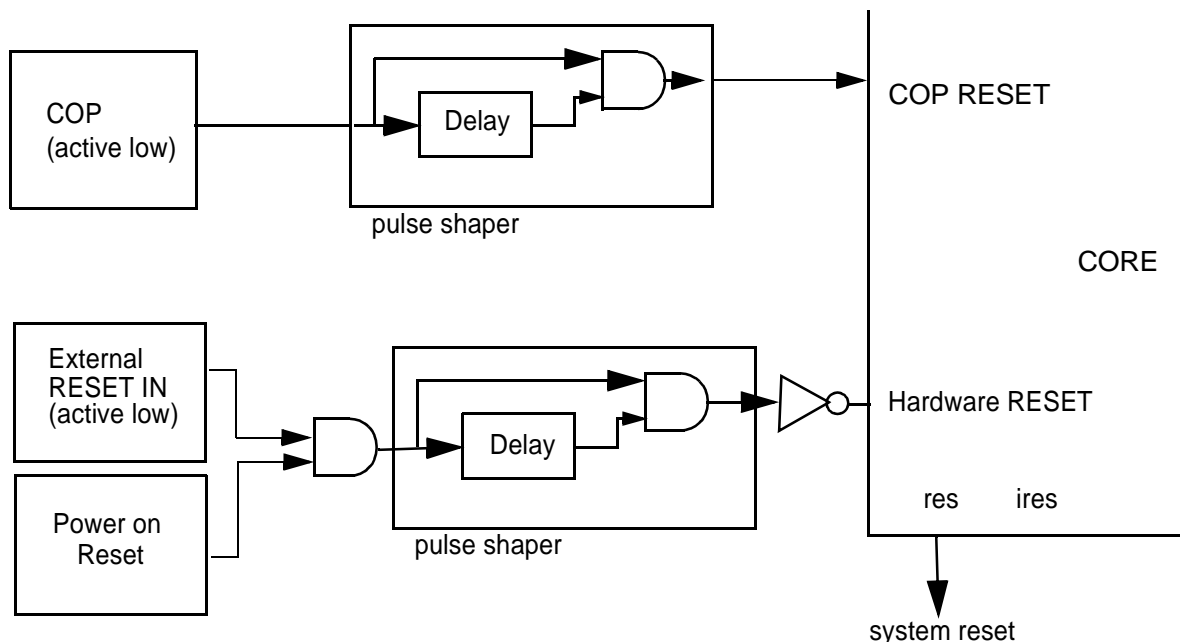 COP
(active low)
Delay
pulse shaper
COP RESET
CORE
External
RESET IN
(active low)
Power on
Reset
Delay
pulse shaper
Hardware RESET
res ires
system reset